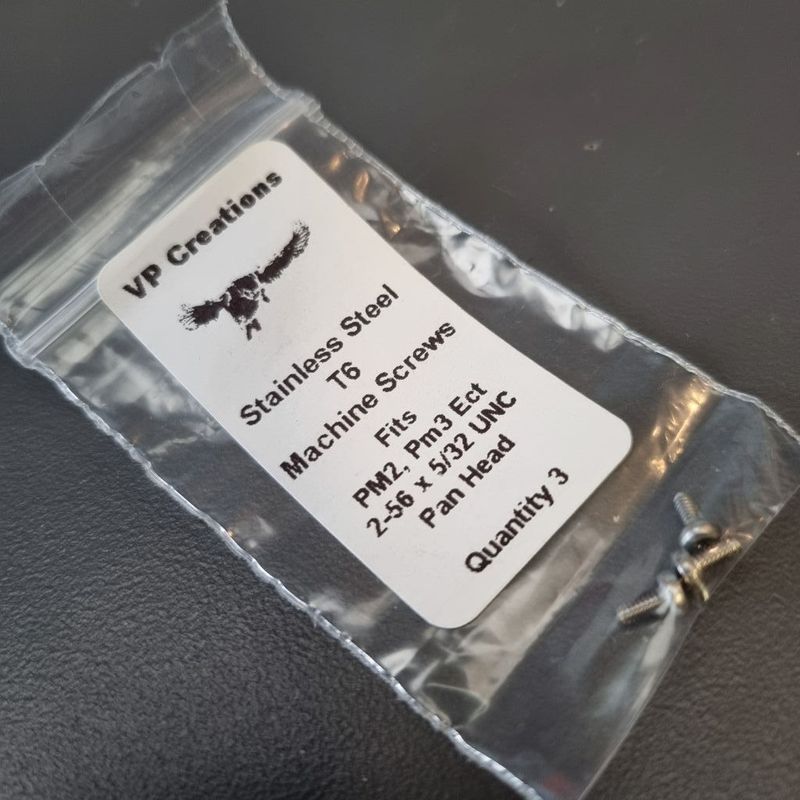 VP Creations
Stainless Steel
T6
Machine Screws
Fits
PM2, Pm3 Ect
2-56 x 5/32 UNC
Pan Head
Quantity 3